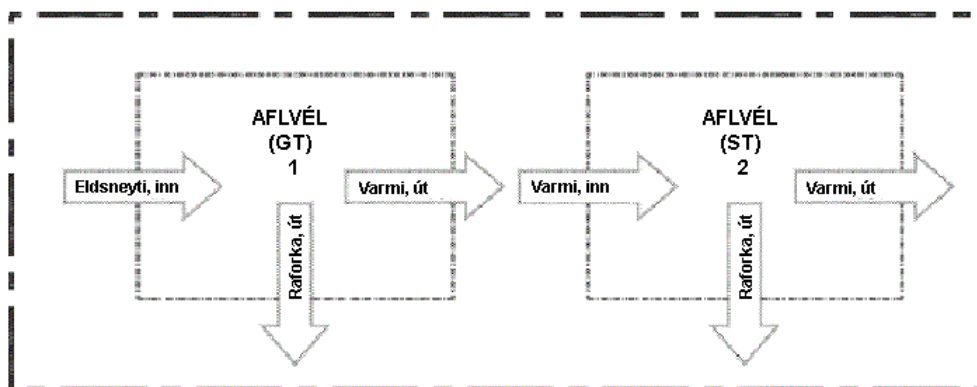 AFLVÉL
(GT)
1
Eldsneyti, inn
Varmi, út
Raforka, út
AFLVÉL
(ST)
2
Varmi, inn
Varmi, út
Raforka, út